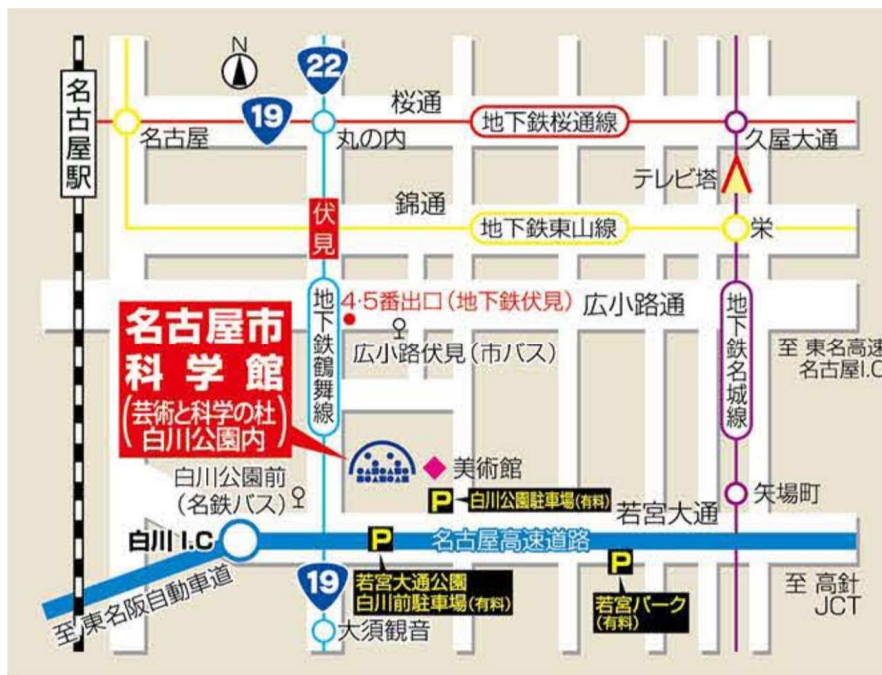 N
22
名古屋駅
19
桜通
地下鉄桜通線
名古屋
丸の内
久屋大通
テレビ塔
伏見
錦通
地下鉄東山線
栄
4・5番出口(地下鉄伏見)
広小路通
広小路伏見(市バス)
地下鉄鶴舞線
地下鉄名城線
至 東名高速
名古屋I.C
名古屋市
科学館
(芸術と科学の杜
白川公園内)
美術館
白川公園前
(名鉄バス)
P
白川公園駐車場(有料)
矢場町
若宮大通
白川 I.C
P
名古屋高速道路
P
至 東名阪自動車道
19
若宮大通公園
白川前駐車場(有料)
若宮パーク
(有料)
至 高針
JCT
大須観音